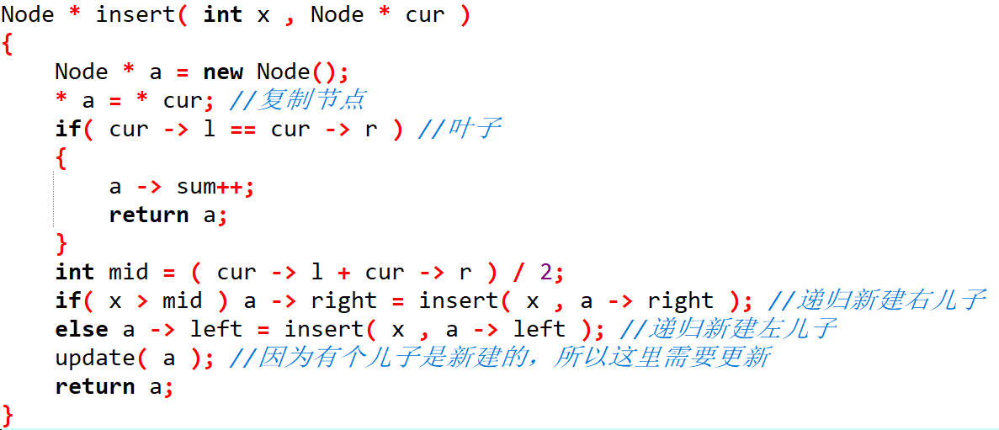 Node * insert( int x , Node * cur )
{
    Node * a = new Node();
    * a = * cur; //复制节点
    if( cur -> l == cur -> r ) //叶子
    {
        a -> sum++;
        return a;
    }
    int mid = ( cur -> l + cur -> r ) / 2;
    if( x > mid ) a -> right = insert( x , a -> right ); //递归新建右儿子
    else a -> left = insert( x , a -> left ); //递归新建左儿子
    update( a ); //因为有个儿子是新建的，所以这里需要更新
    return a;
}